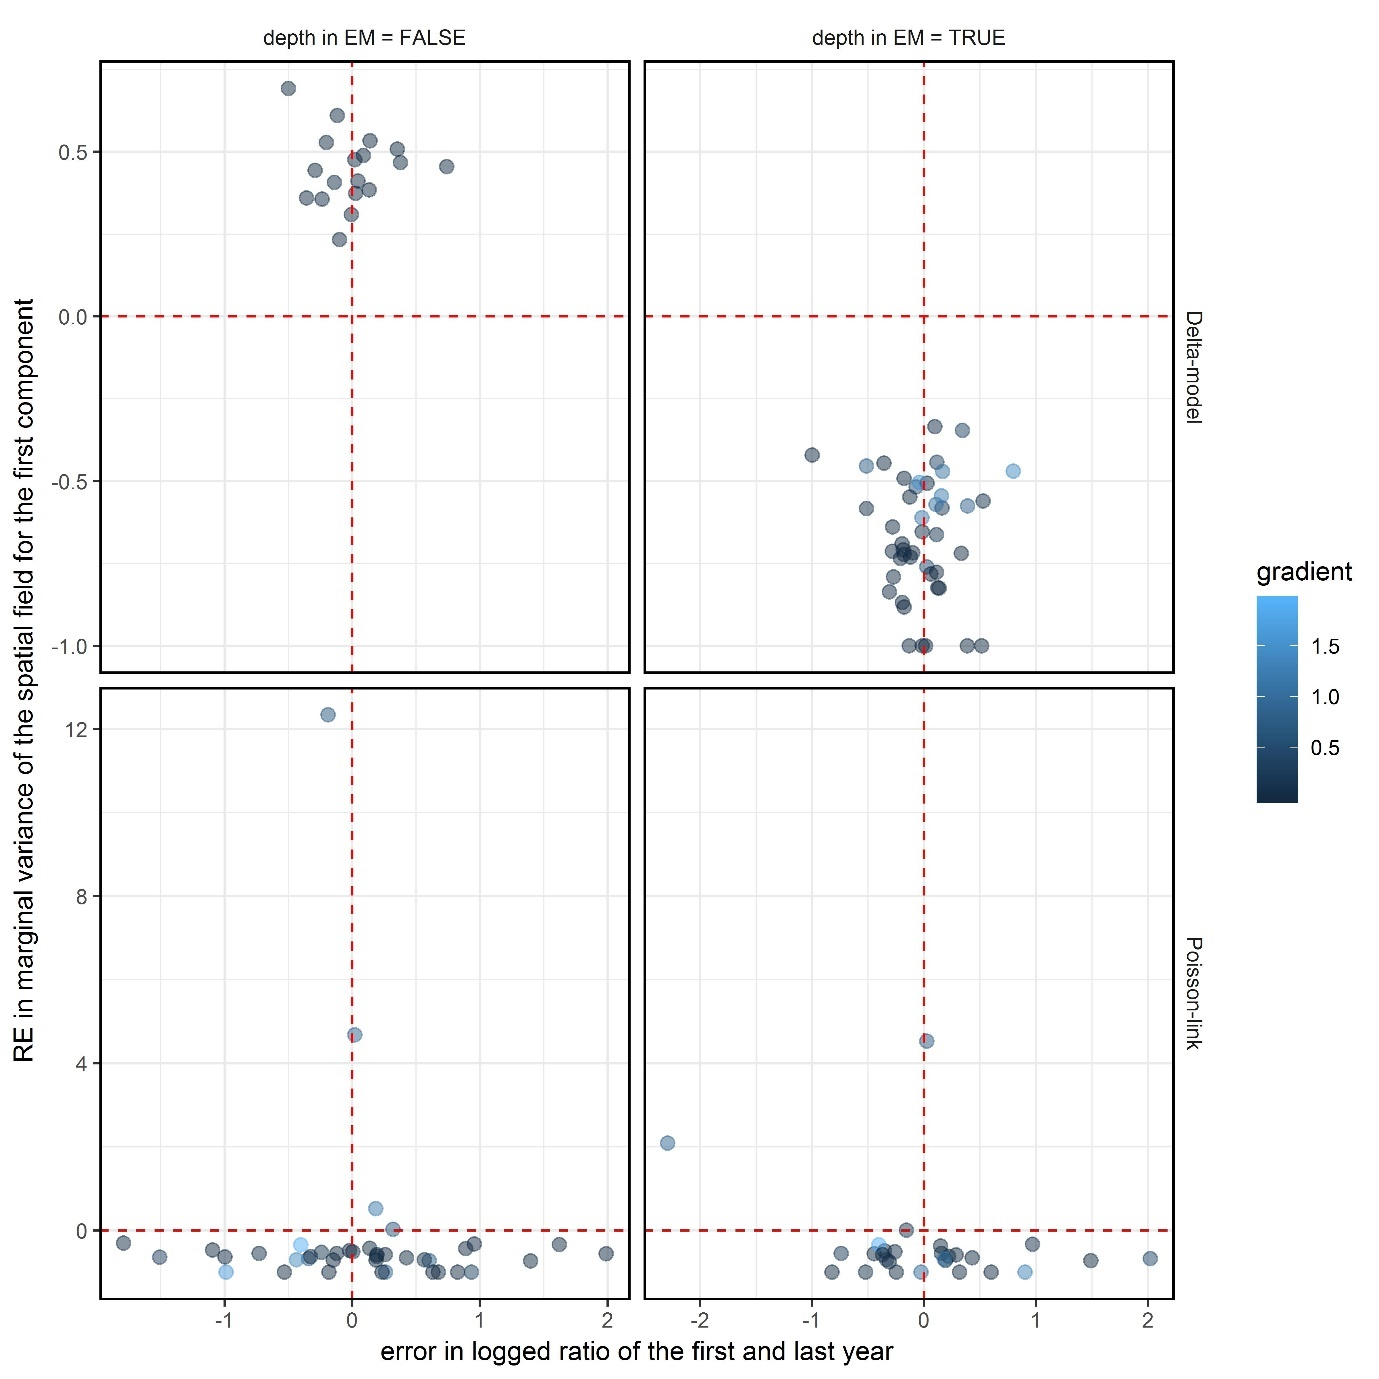 depth in EM = FALSE
depth in EM = TRUE
RE in marginal variance of the spatial field for the first component
0.5
0.0
-0.5
-1.0
Delta-model
12
8
4
0
Poisson-link
-1
0
1
2
-2
-1
0
1
2
error in logged ratio of the first and last year
gradient
1.5
1.0
0.5